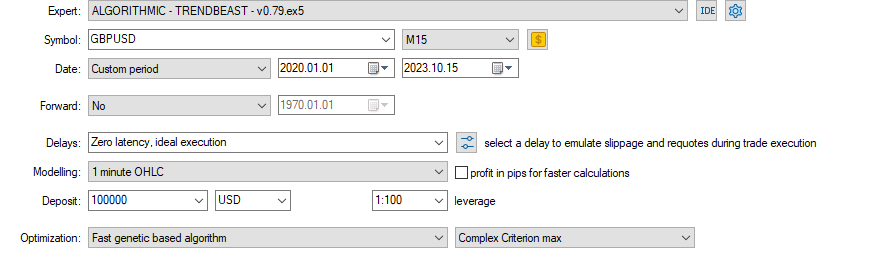 Expert: ALGORITHMIC - TRENDBEAST - v0.79.ex5 IDE
Symbol: GBPUSD M15 $
Date: Custom period 2020.01.01 2023.10.15
Forward: No 1970.01.01
Delays: Zero latency, ideal execution select a delay to emulate slippage and requotes during trade execution
Modelling: 1 minute OHLC profit in pips for faster calculations
Deposit: 100000 USD 1:100 leverage
Optimization: Fast genetic based algorithm Complex Criterion max